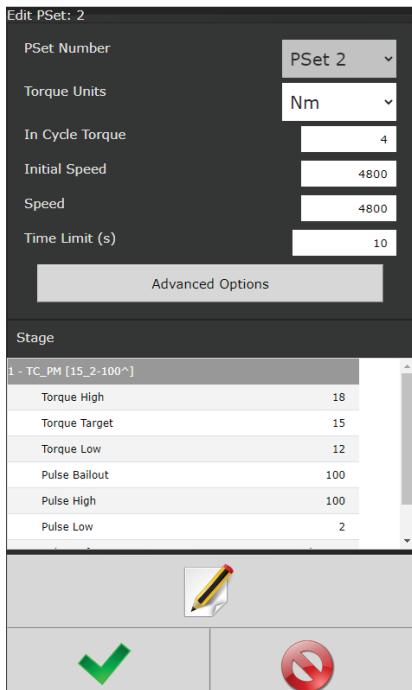 Edit PSet: 2
PSet Number PSet 2
Torque Units Nm
In Cycle Torque 4
Initial Speed 4800
Speed 4800
Time Limit (s) 10
Advanced Options
Stage
1 - TC_PM [15_2-100^]
Torque High 18
Torque Target 15
Torque Low 12
Pulse Bailout 100
Pulse High 100
Pulse Low 2